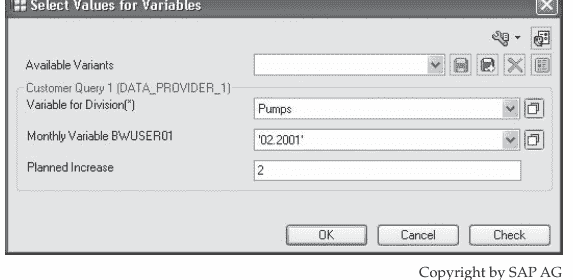 Select Values for Variables
Available Variants
Customer Query 1 (DATA_PROVIDER_1)
Variable for Division(*) Pumps
Monthly Variable BWUSER01 '02.2001'
Planned Increase 2
OK Cancel Check
Copyright by SAP AG